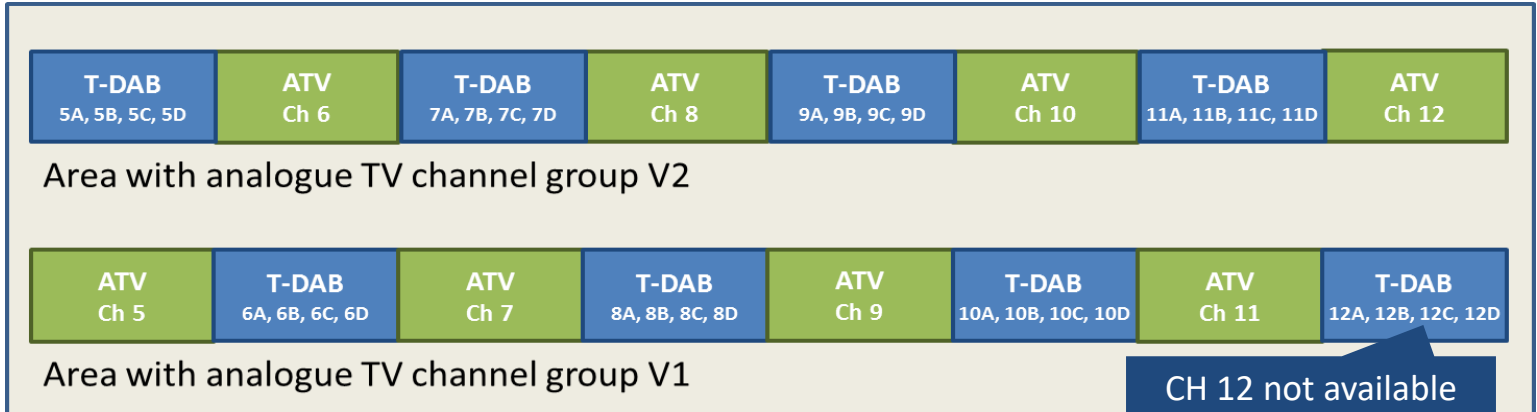 T-DAB
5A, 5B, 5C, 5D
ATV
Ch 6
T-DAB
7A, 7B, 7C, 7D
ATV
Ch 8
T-DAB
9A, 9B, 9C, 9D
ATV
Ch 10
T-DAB
11A, 11B, 11C, 11D
ATV
Ch 12
Area with analogue TV channel group V2
ATV
Ch 5
T-DAB
6A, 6B, 6C, 6D
ATV
Ch 7
T-DAB
8A, 8B, 8C, 8D
ATV
Ch 9
T-DAB
10A, 10B, 10C, 10D
ATV
Ch 11
T-DAB
12A, 12B, 12C, 12D
Area with analogue TV channel group V1
CH 12 not available